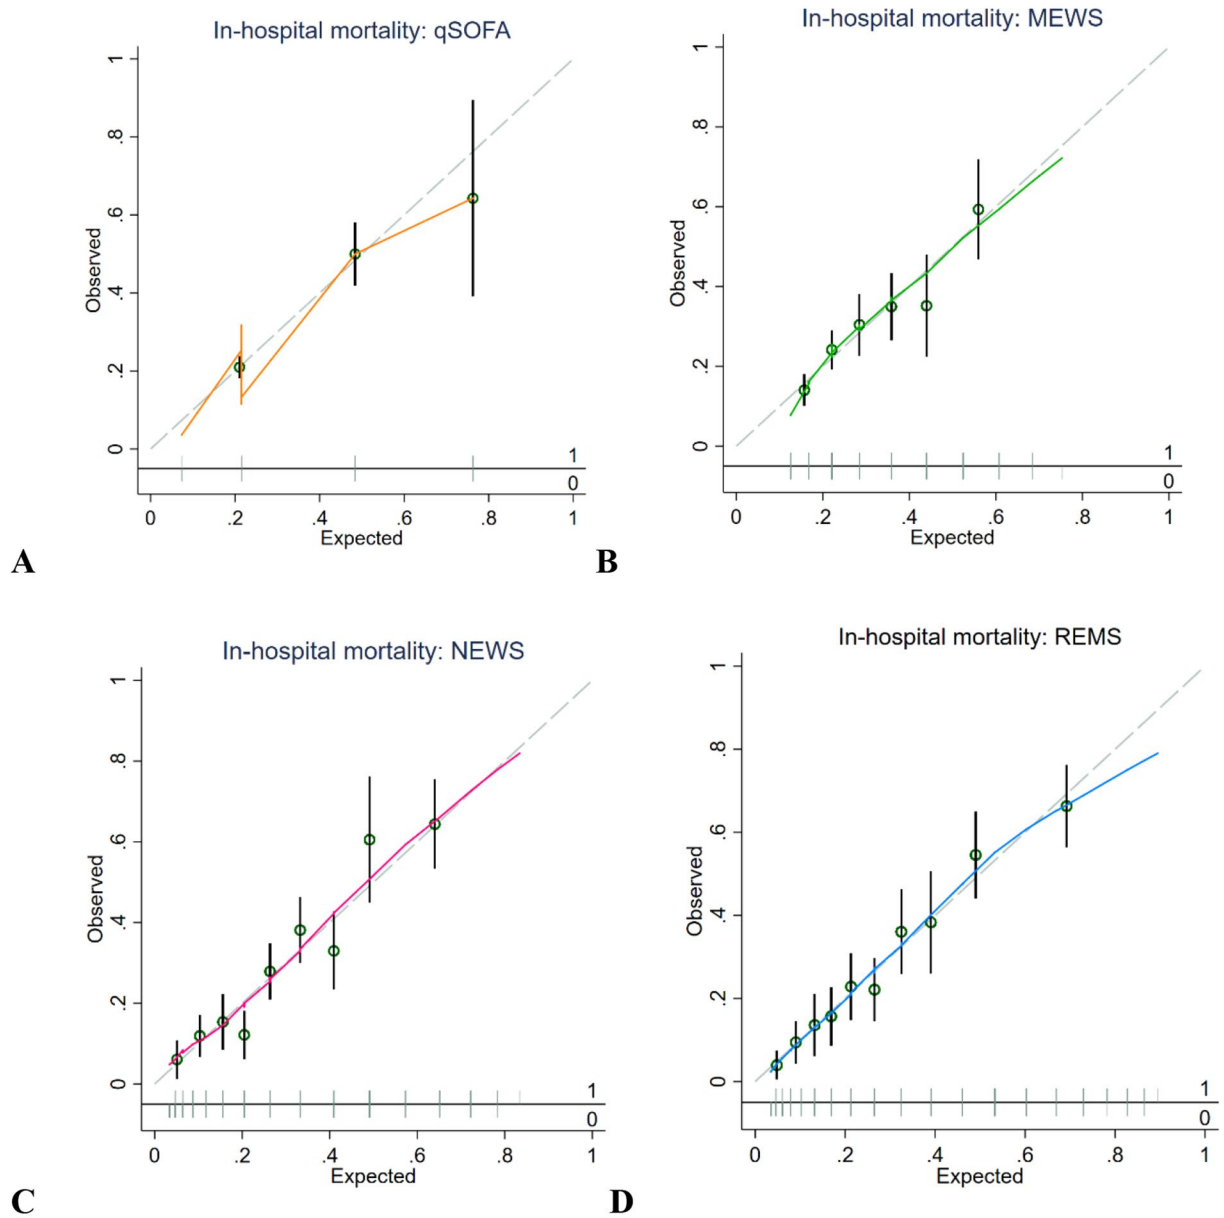 In-hospital mortality: qSOFA
Observed
1
.8
.6
.4
.2
0
1
0
0 .2 .4 .6 .8 1
Expected
A
In-hospital mortality: MEWS
Observed
1
.8
.6
.4
.2
0
1
0
0 .2 .4 .6 .8 1
Expected
B
In-hospital mortality: NEWS
Observed
1
.8
.6
.4
.2
0
1
0
0 .2 .4 .6 .8 1
Expected
C
In-hospital mortality: REMS
Observed
1
.8
.6
.4
.2
0
1
0
0 .2 .4 .6 .8 1
Expected
D